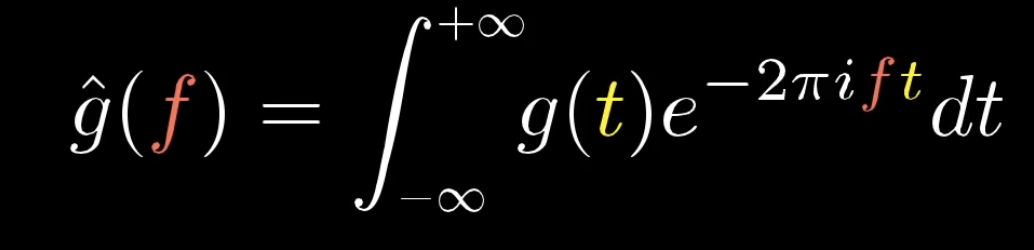 ĝ(f) = ∫_{-∞}^{+∞} g(t)e^{-2πift}dt